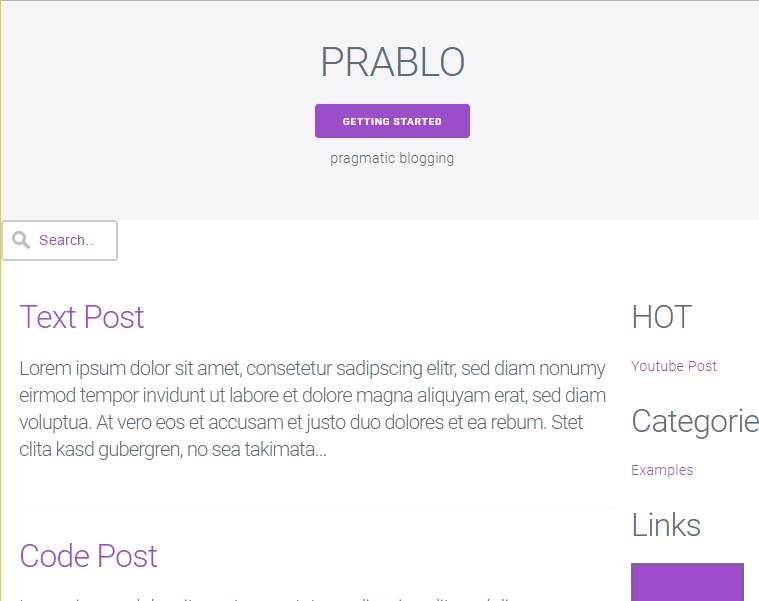 PRABLO
GETTING STARTED
pragmatic blogging
Search..
Text Post
Lorem ipsum dolor sit amet, consetetur sadipscing elitr, sed diam nonumy
eirmod tempor invidunt ut labore et dolore magna aliquyam erat, sed diam
voluptua. At vero eos et accusam et justo duo dolores et ea rebum. Stet
clita kasd gubergren, no sea takimata...
Code Post
HOT
Youtube Post
Categorie
Examples
Links